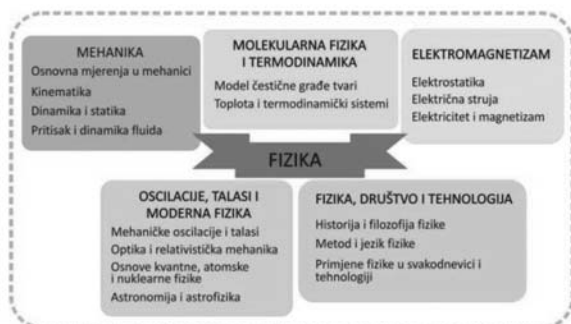 MEHANIKA
Osnovna mjerenja u mehanici
Kinematika
Dinamika i statika
Pritisak i dinamika fluida
MOLEKULARNA FIZIKA
I TERMODINAMIKA
Model čestične građe tvari
Toplota i termodinamički sistemi
ELEKTROMAGNETIZAM
Elektrostatika
Električna struja
Elektricitet i magnetizam
FIZIKA
OSCILACIJE, TALASI I
MODERNA FIZIKA
Mehaničke oscilacije i talasi
Optika i relativistička mehanika
Osnove kvantne, atomske
i nuklearne fizike
Astronomija i astrofizika
FIZIKA, DRUŠTVO I TEHNOLOGIJA
Historija i filozofija fizike
Metod i jezik fizike
Primjene fizike u svakodnevici i
tehnologiji